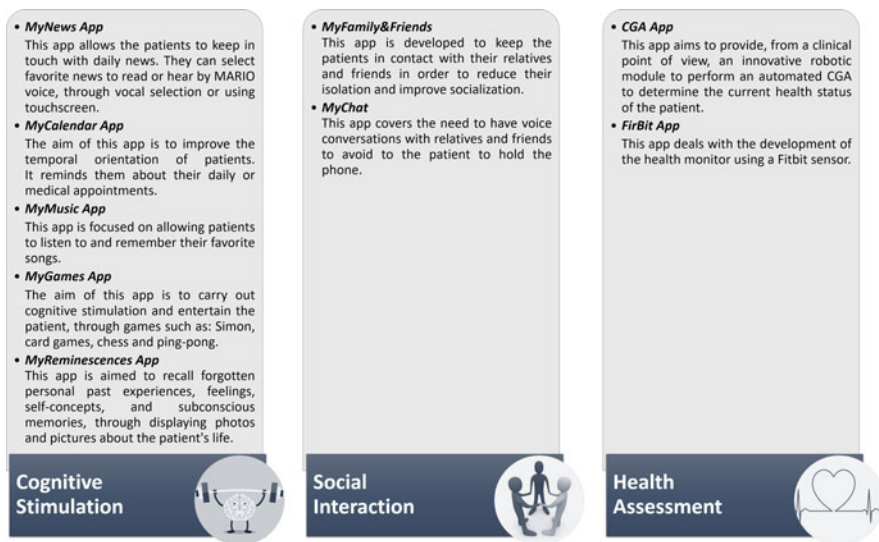 • MyNews App
This app allows the patients to keep in
touch with daily news. They can select
favorite news to read or hear by MARIO
voice, through vocal selection or using
touchscreen.
• MyCalendar App
The aim of this app is to improve the
temporal orientation of patients.
It reminds them about their daily or
medical appointments.
• MyMusic App
This app is focused on allowing patients
to listen to and remember their favorite
songs.
• MyGames App
The aim of this app is to carry out
cognitive stimulation and entertain the
patient, through games such as: Simon,
card games, chess and ping-pong.
• MyReminescences App
This app is aimed to recall forgotten
personal past experiences, feelings,
self-concepts, and subconscious
memories, through displaying photos
and pictures about the patient's life.
Cognitive
Stimulation
• MyFamily&Friends
This app is developed to keep the
patients in contact with their relatives
and friends in order to reduce their
isolation and improve socialization.
• MyChat
This app covers the need to have voice
conversations with relatives and friends
to avoid to the patient to hold the
phone.
Social
Interaction
• CGA App
This app aims to provide, from a clinical
point of view, an innovative robotic
module to perform an automated CGA
to determine the current health status
of the patient.
• FirBit App
This app deals with the development of
the health monitor using a Fitbit sensor.
Health
Assessment